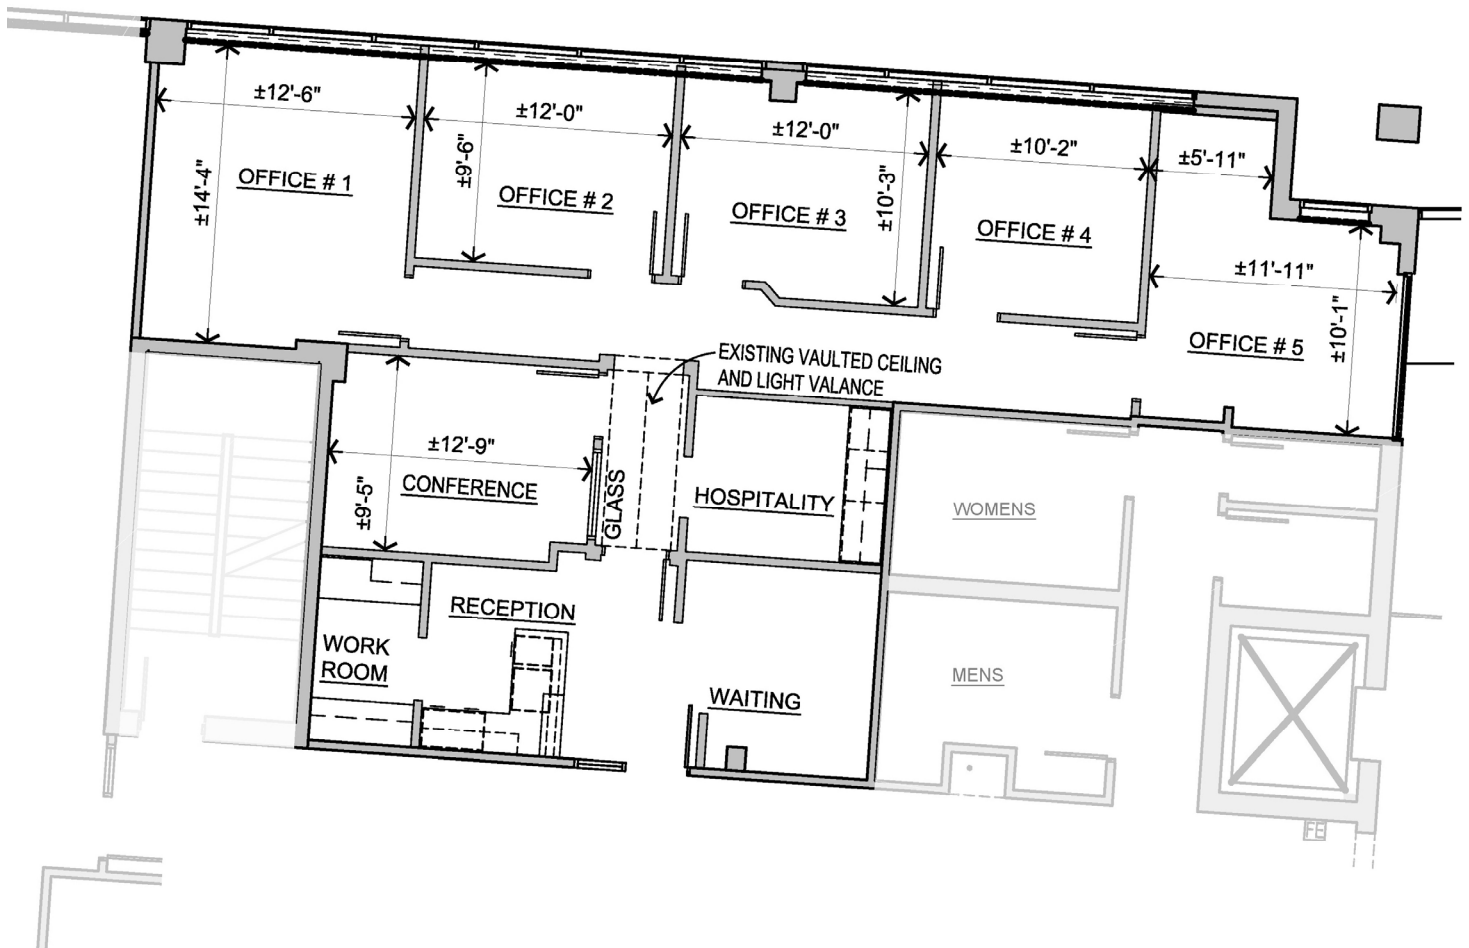 ±12'-6"
±12'-0"
±12'-0"
±10'-2"
±5'-11"
±14'-4"
±9'-6"
±10'-3"
OFFICE # 1
OFFICE # 2
OFFICE # 3
OFFICE # 4
±11'-11"
±10'-1"
OFFICE # 5
EXISTING VAULTED CEILING
AND LIGHT VALANCE
±12'-9"
±9'-5"
CONFERENCE
GLASS
HOSPITALITY
WOMENS
RECEPTION
WORK
ROOM
WAITING
MENS
FE